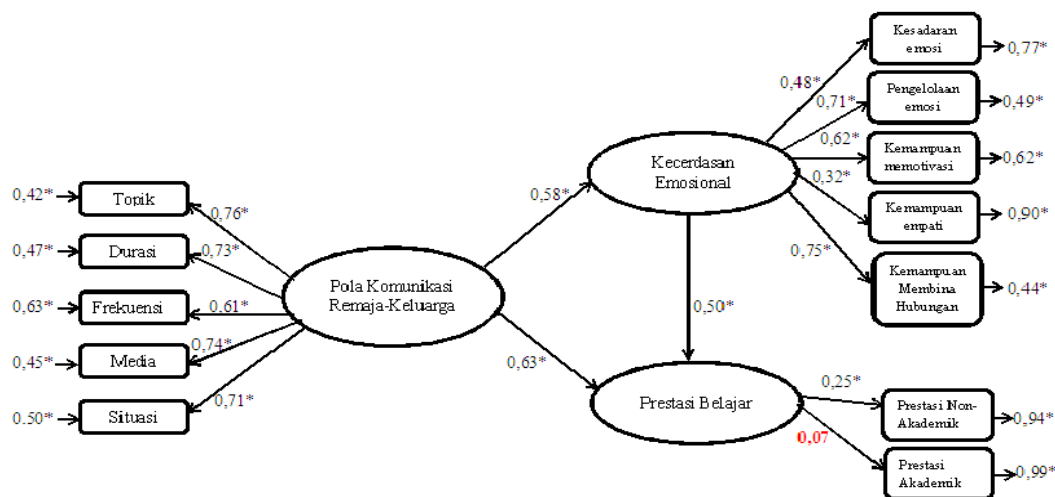 Kesadaran
emosi
0,77*
0,48*
Pengelolaan
emosi
0,49*
0,71*
0,62*
Kemampuan
memotivasi
0,62*
Kecerdasan
Emosional
0,32*
Kemampuan
empati
0,90*
0,75*
Kemampuan
Membina
Hubungan
0,44*
0,42*
Topik
0,76*
0,58*
0,47*
Durasi
0,73*
Pola Komunikasi
Remaja-Keluarga
0,63*
Frekuensi
0.61*
0,50*
0,45*
Media
0,74*
0,63*
0.50*
Situasi
0,71*
Prestasi Belajar
0,25*
Prestasi Non-
Akademik
0,94*
0,07
Prestasi
Akademik
0,99*